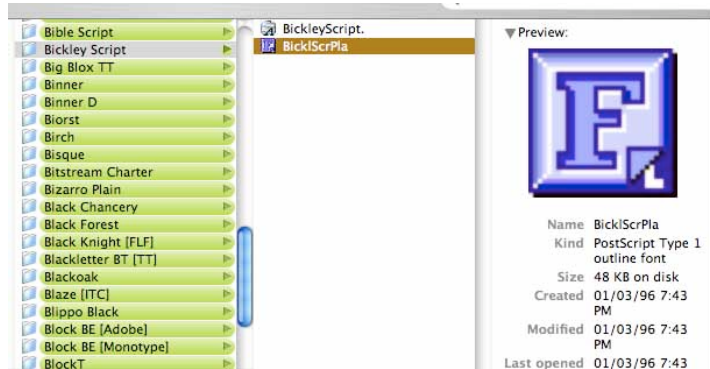 Bible Script
Bickley Script
Big Blox TT
Binner
Binner D
Biorst
Birch
Bisque
Bitstream Charter
Bizarro Plain
Black Chancery
Black Forest
Black Knight [FLF]
Blackletter BT [TT]
Blackoak
Blaze [ITC]
Blippo Black
Block BE [Adobe]
Block BE [Monotype]
BlockT
BickleyScript.
BicklScrPla
Preview:
F
L
Name BicklScrPla
Kind PostScript Type 1
outline font
Size 48 KB on disk
Created 01/03/96 7:43
PM
Modified 01/03/96 7:43
PM
Last opened 01/03/96 7:43